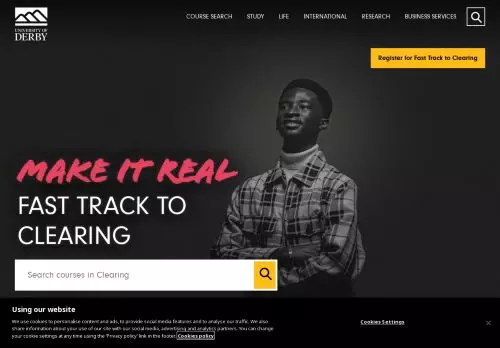 UNIVERSITY OF
DERBY
COURSE SEARCH
STUDY
LIFE
INTERNATIONAL
RESEARCH
BUSINESS SERVICES
Register for Fast Track to Clearing
MAKE IT REAL
FAST TRACK TO
CLEARING
Search courses in Clearing
Using our website
We use cookies to personalise content and ads, to provide social media features and to analyse our traffic. We also
share information about your use of our site with our social media, advertising and analytics partners. You can change
your cookie settings at any time using the 'Privacy policy' link in the footer. Cookies policy
Cookies Settings